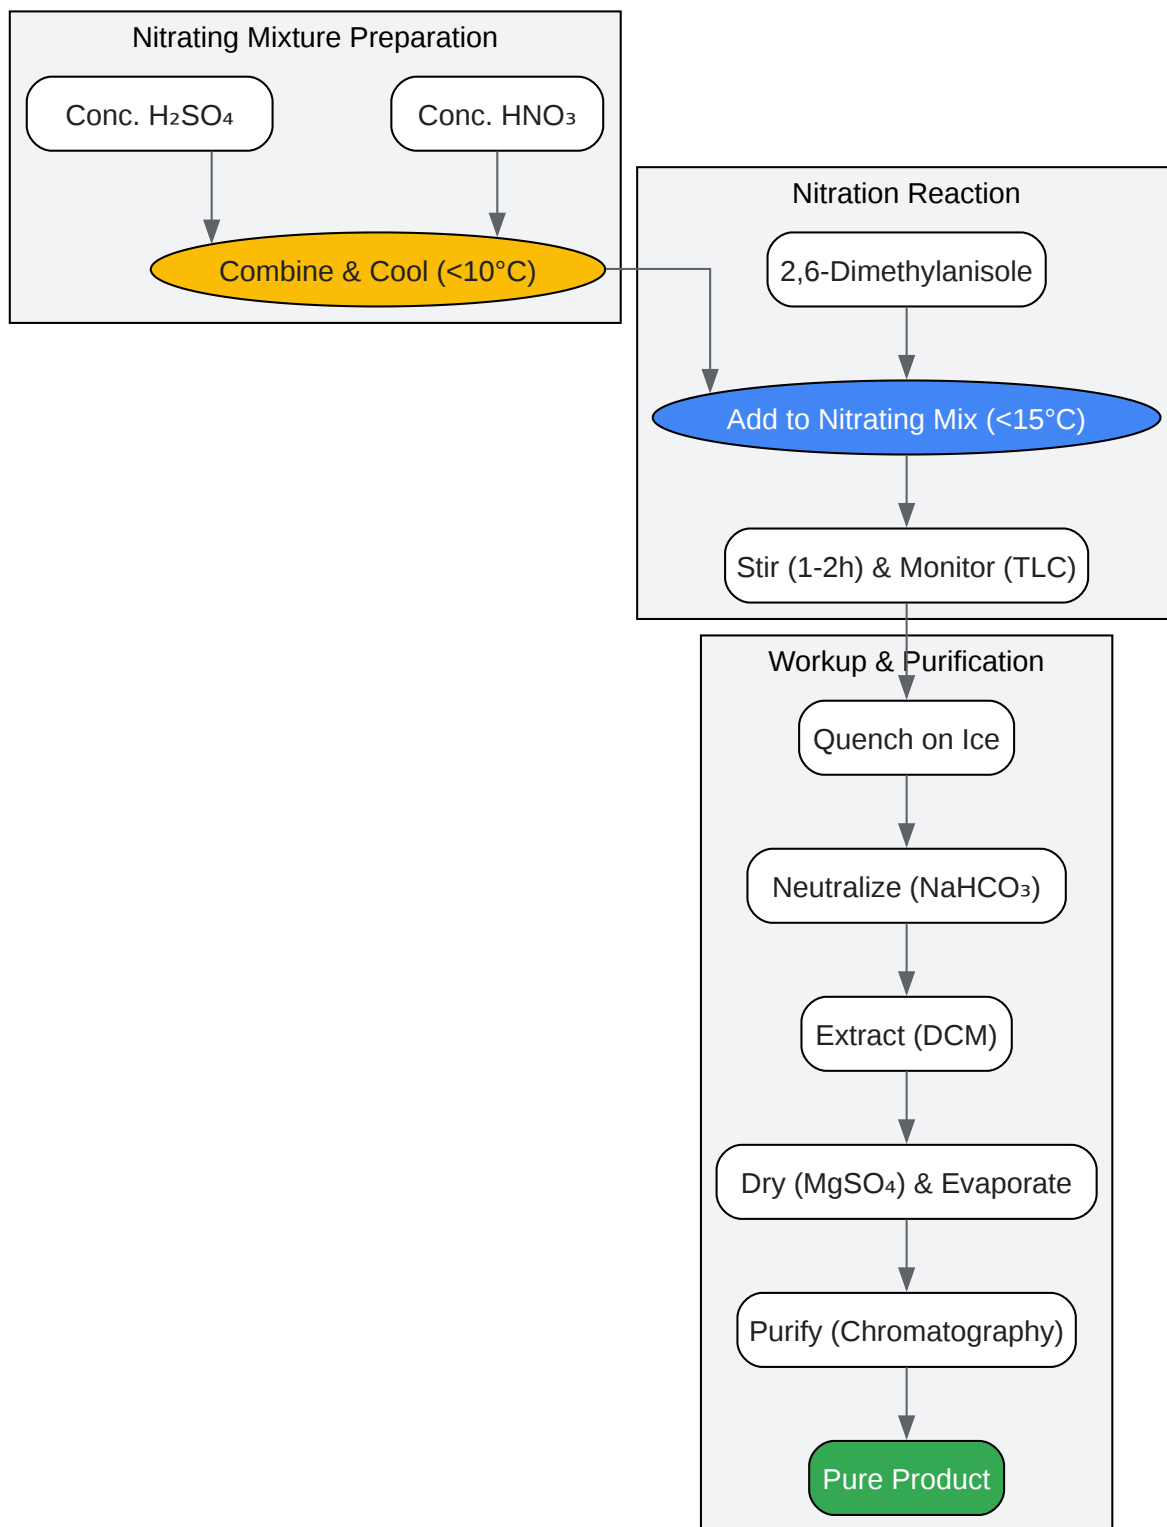 Nitrating Mixture Preparation
Conc. H₂SO₄
Conc. HNO₃
Combine & Cool (<10°C)
Nitration Reaction
2,6-Dimethylanisole
Add to Nitrating Mix (<15°C)
Stir (1-2h) & Monitor (TLC)
Workup & Purification
Quench on Ice
Neutralize (NaHCO₃)
Extract (DCM)
Dry (MgSO₄) & Evaporate
Purify (Chromatography)
Pure Product